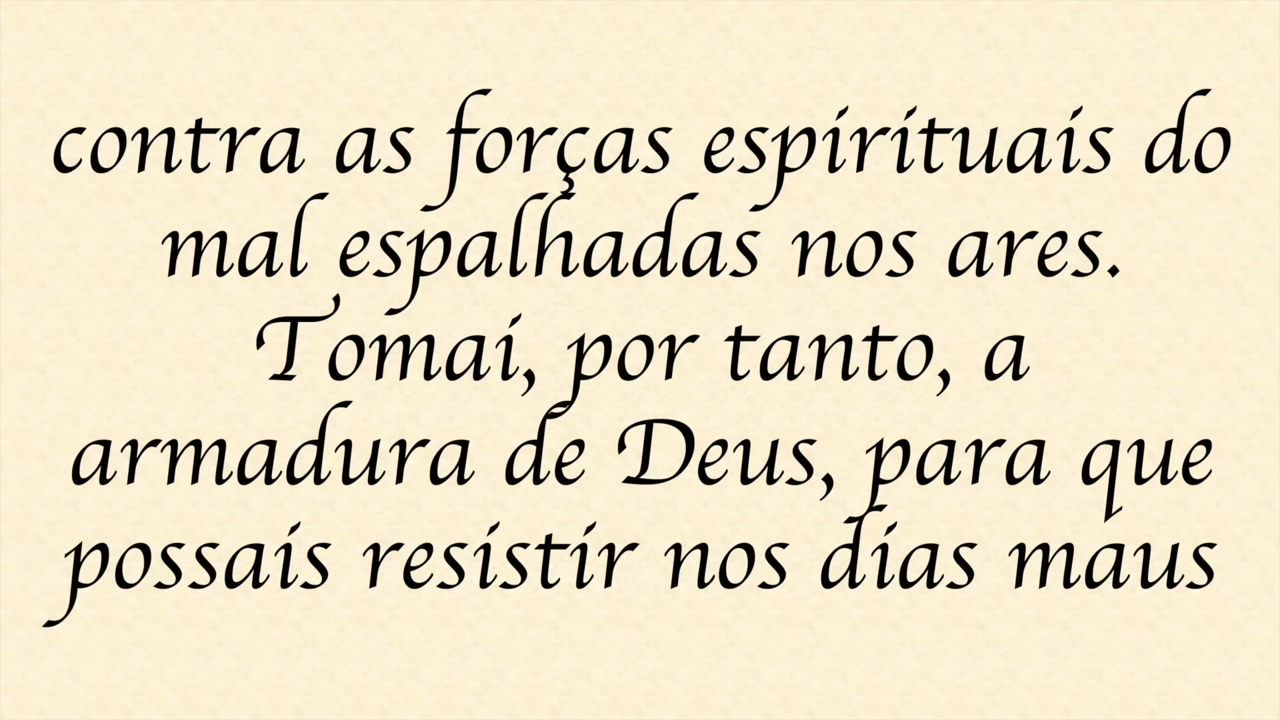 contra as forças espirituais do
mal espalhadas nos ares.
Tomai, por tanto, a
armadura de Deus, para que
possais resistir nos dias maus